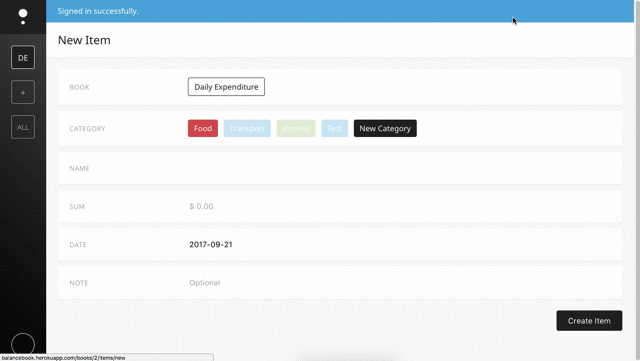 Signed in successfully.
New Item
DE
+
ALL
BOOK
Daily Expenditure
CATEGORY
Food
Transport
Income
Test
New Category
NAME
SUM
$ 0.00
DATE
2017-09-21
NOTE
Optional
Create Item
balancebook.herokuapp.com/books/2/items/new